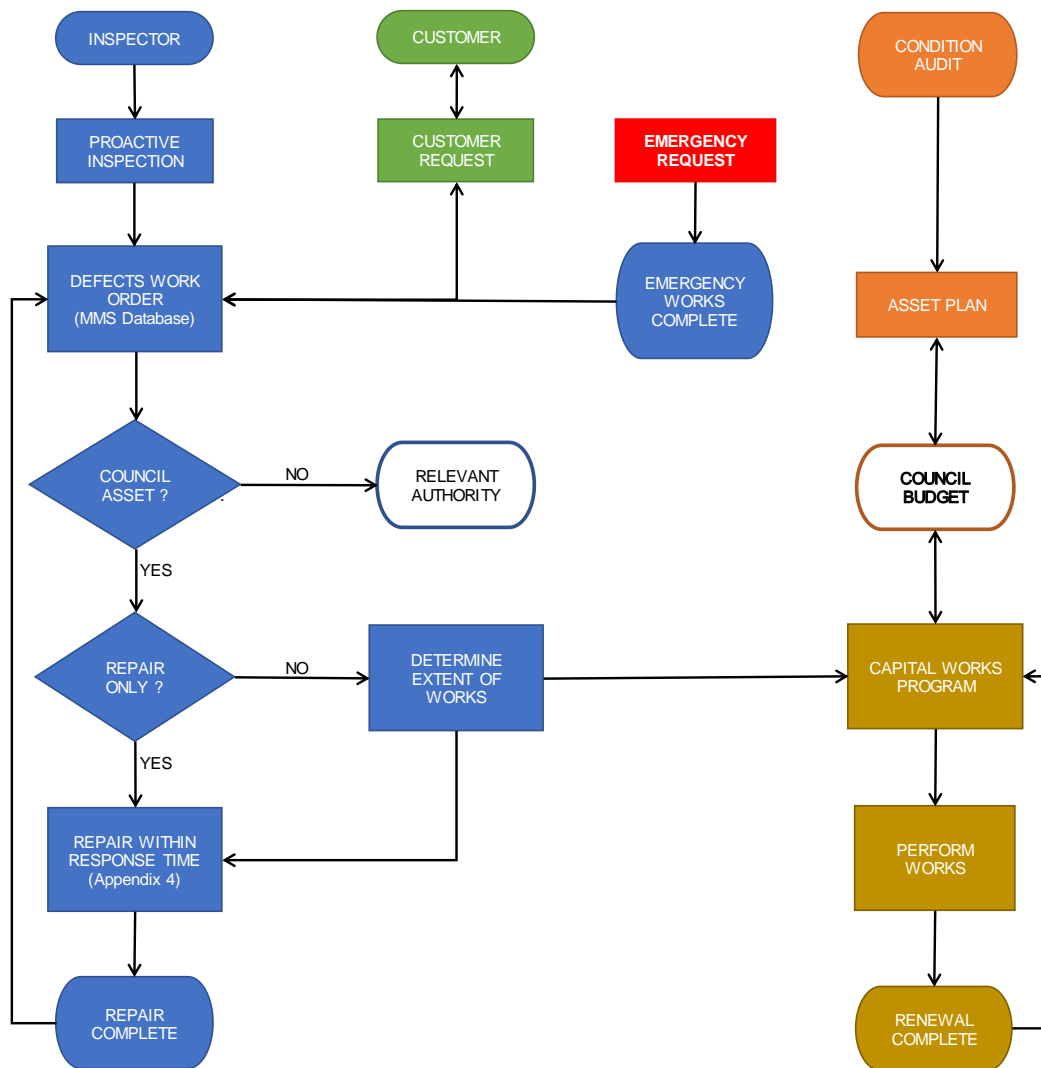 INSPECTOR
CUSTOMER
CONDITION
AUDIT
PROACTIVE
INSPECTION
CUSTOMER
REQUEST
EMERGENCY
REQUEST
DEFECTS WORK
ORDER
(MMS Database)
EMERGENCY
WORKS
COMPLETE
ASSET PLAN
COUNCIL
ASSET ?
NO
RELEVANT
AUTHORITY
COUNCIL
BUDGET
YES
REPAIR
ONLY ?
NO
DETERMINE
EXTENT OF
WORKS
CAPITAL WORKS
PROGRAM
YES
REPAIR WITHIN
RESPONSE TIME
(Appendix 4)
PERFORM
WORKS
REPAIR
COMPLETE
RENEWAL
COMPLETE